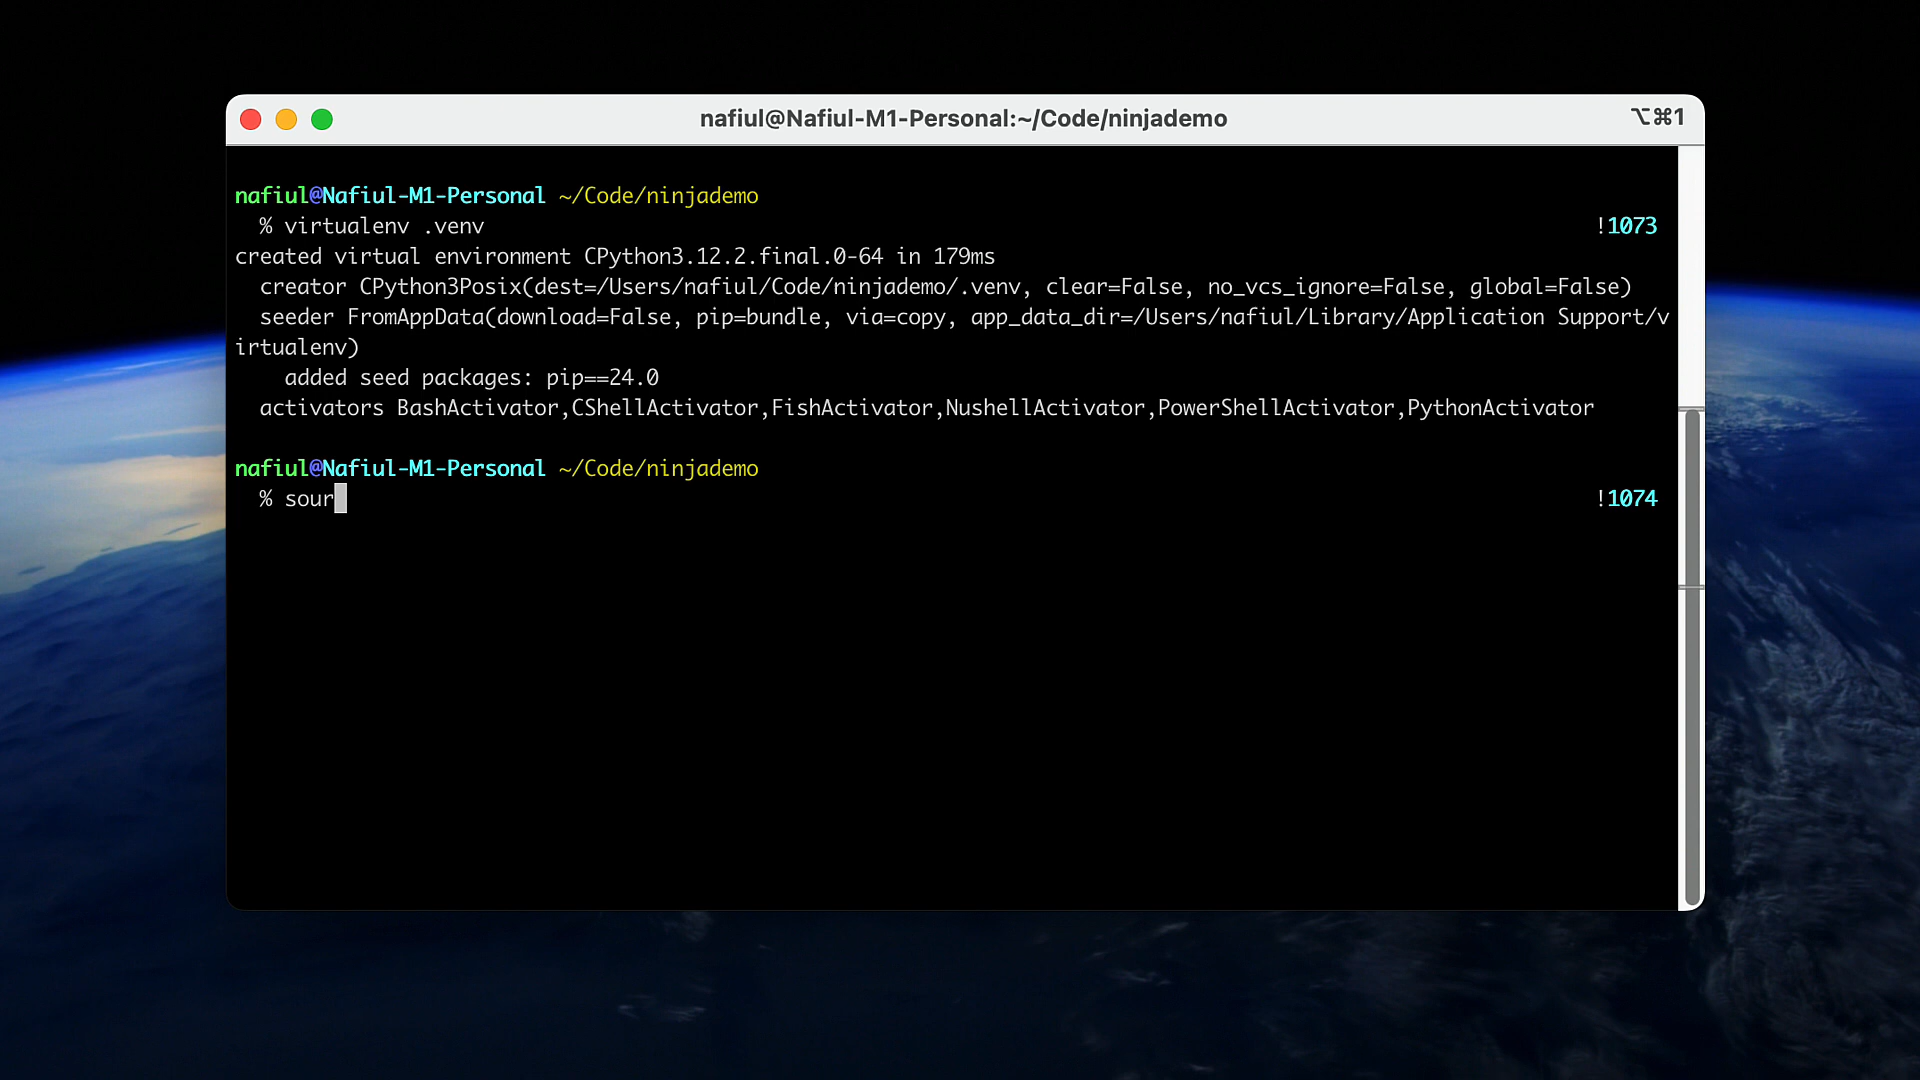 nafiul@Nafiul-M1-Personal:~/Code/ninjademo
⌥⌘1
nafiul@Nafiul-M1-Personal ~/Code/ninjademo
% virtualenv .venv !1073
created virtual environment CPython3.12.2.final.0-64 in 179ms
creator CPython3Posix(dest=/Users/nafiul/Code/ninjademo/.venv, clear=False, no_vcs_ignore=False, global=False)
seeder FromAppData(download=False, pip=bundle, via=copy, app_data_dir=/Users/nafiul/Library/Application Support/v
irtualenv)
added seed packages: pip==24.0
activators BashActivator,CShellActivator,FishActivator,NushellActivator,PowerShellActivator,PythonActivator
nafiul@Nafiul-M1-Personal ~/Code/ninjademo
% sour !1074